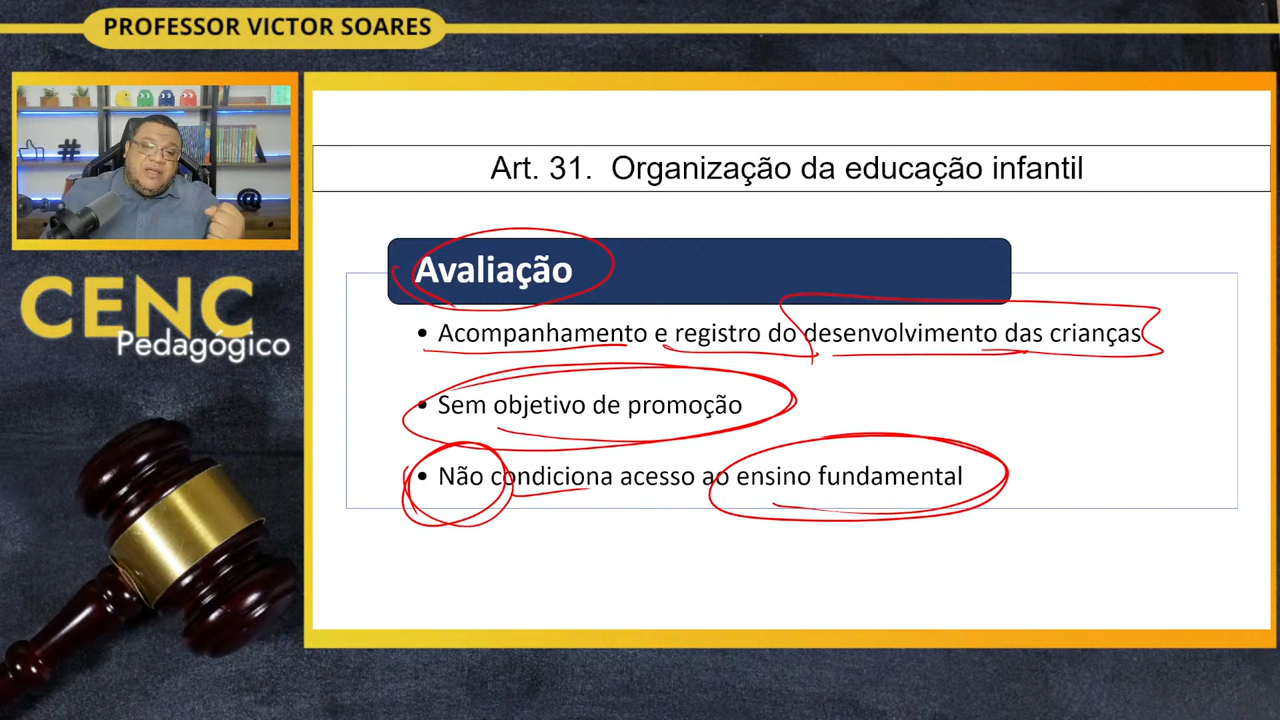 PROFESSOR VICTOR SOARES
Art. 31. Organização da educação infantil
Avaliação
• Acompanhamento e registro do desenvolvimento das crianças
• Sem objetivo de promoção
• Não condiciona acesso ao ensino fundamental
CENC
Pedagógico